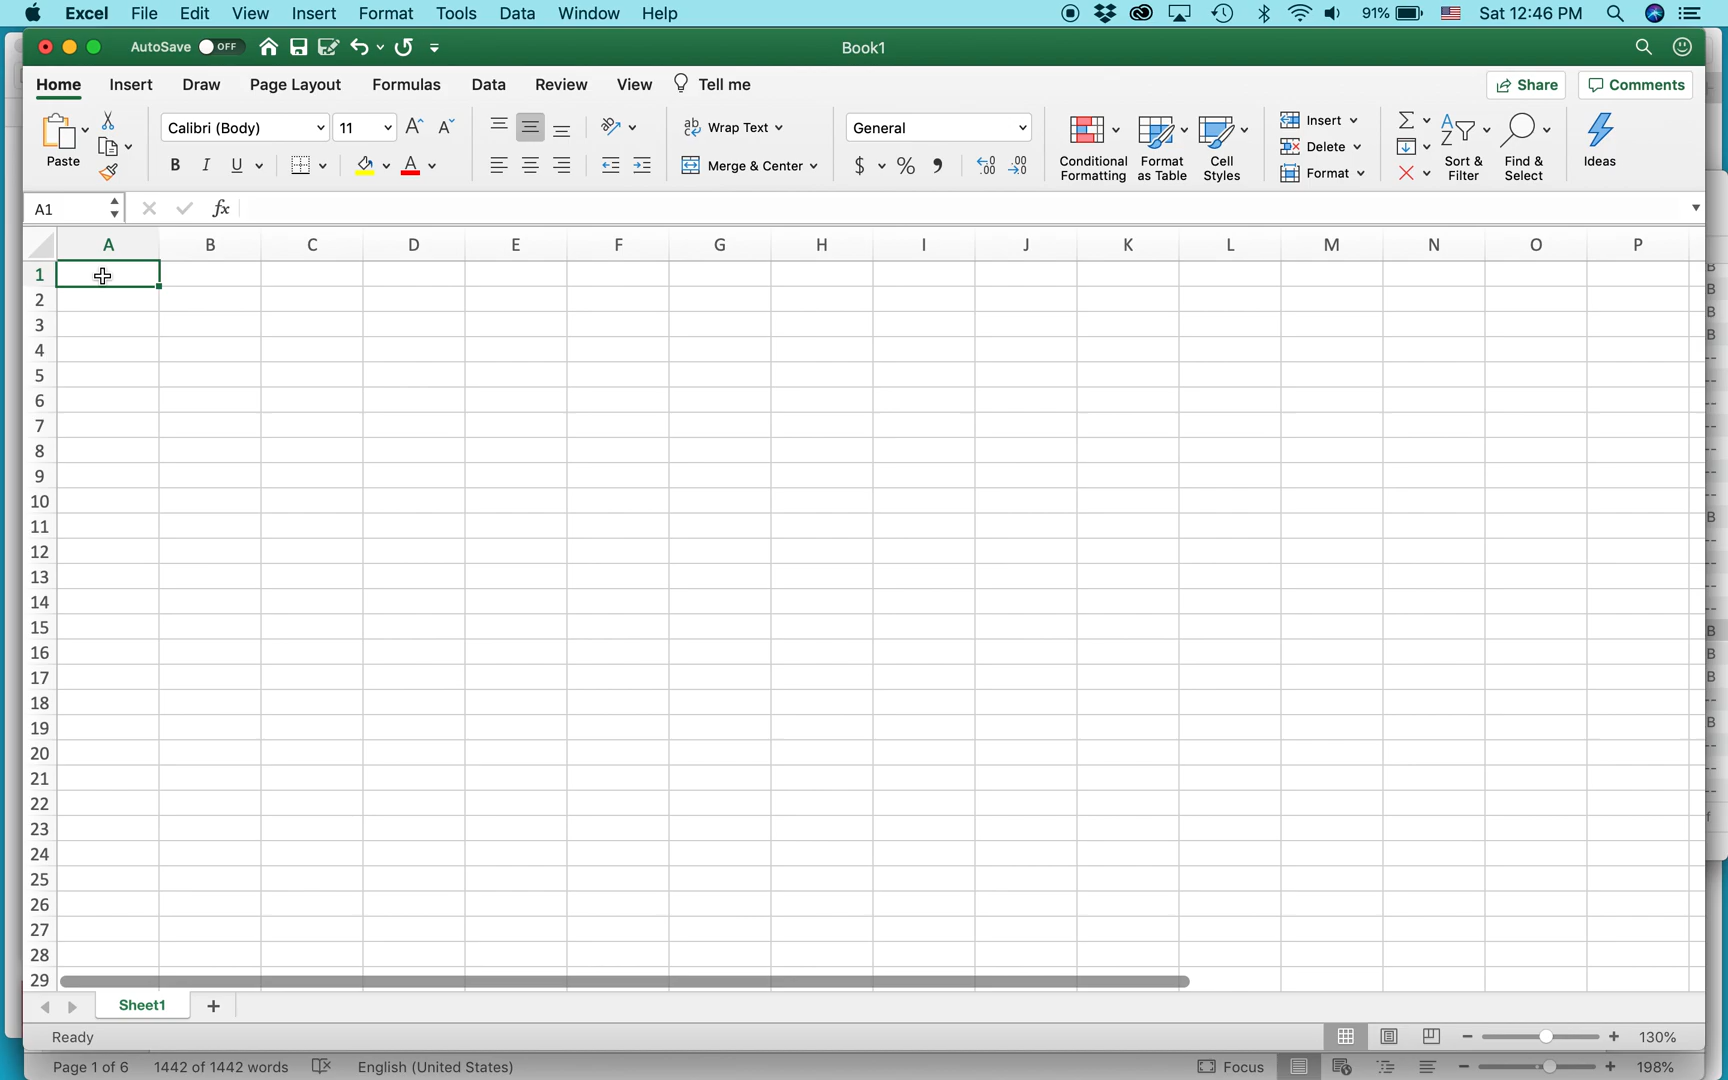 Excel File Edit View Insert Format Tools Data Window Help 91% Sat 12:46 PM
AutoSave OFF Book1
Home Insert Draw Page Layout Formulas Data Review View Tell me Share Comments
Paste Calibri (Body) 11 Wrap Text General Conditional Formatting Format as Table Cell Styles Insert Sort & Filter Find & Select Ideas
B I U A Merge & Center $ % Delete
Format
A1 fx
A B C D E F G H I J K L M N O P
1
2
3
4
5
6
7
8
9
10
11
12
13
14
15
16
17
18
19
20
21
22
23
24
25
26
27
28
29
Sheet1 +
Ready 130%
Page 1 of 6 1442 of 1442 words English (United States) Focus 198%